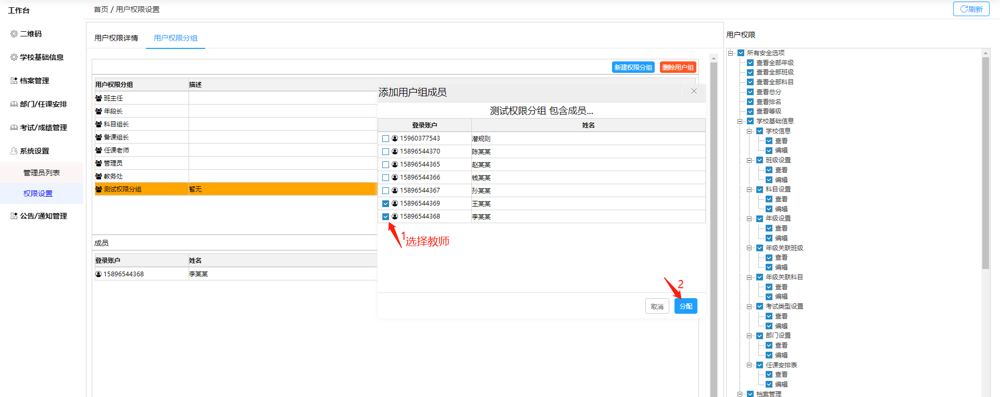 工作台
首页 / 用户权限设置
刷新
二维码
学校基础信息
档案管理
部门/任课安排
考试/成绩管理
系统设置
管理员列表
权限设置
公告/通知管理
用户权限详情
用户权限分组
新建权限分组
删除用户组
用户权限分组 描述
班主任
年段长
科目组长
备课组长
任课老师
管理员
教务处
测试权限分组 暂无
成员
登录账户 姓名
15896544368 李某某
添加用户组成员
测试权限分组 包含成员...
登录账户 姓名
15960377543 潜规则
15896544370 陈某某
15896544365 赵某某
15896544366 钱某某
15896544367 孙某某
15896544369 王某某
15896544368 李某某
1选择教师
2
取消
分配
用户权限
所有安全选项
查看全部年级
查看全部班级
查看全部科目
查看总分
查看排名
查看等级
学校基础信息
学校信息
查看
编辑
班级设置
查看
编辑
科目设置
查看
编辑
年级设置
查看
编辑
年级关联班级
查看
编辑
年级关联科目
查看
编辑
考试类型设置
查看
编辑
部门设置
查看
编辑
任课安排表
查看
编辑
档案管理